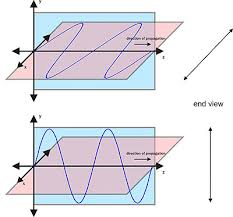 y
direction of propagation
x
z
end view
y
direction of propagation
x
z